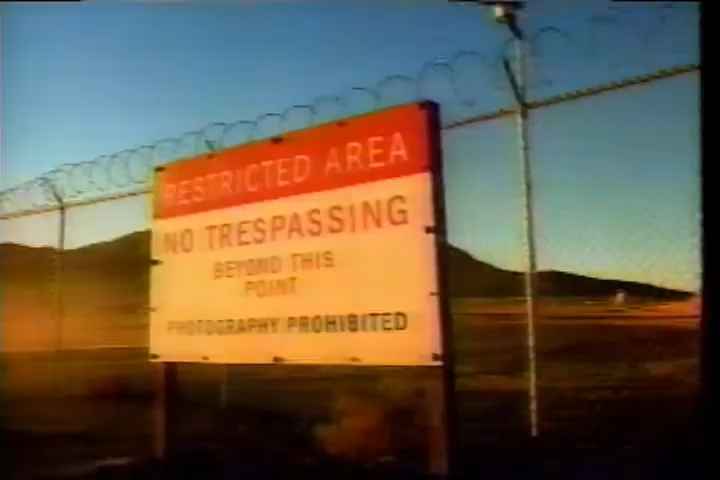 RESTRICTED AREA
NO TRESPASSING
BEYOND THIS
POINT
PHOTOGRAPHY PROHIBITED